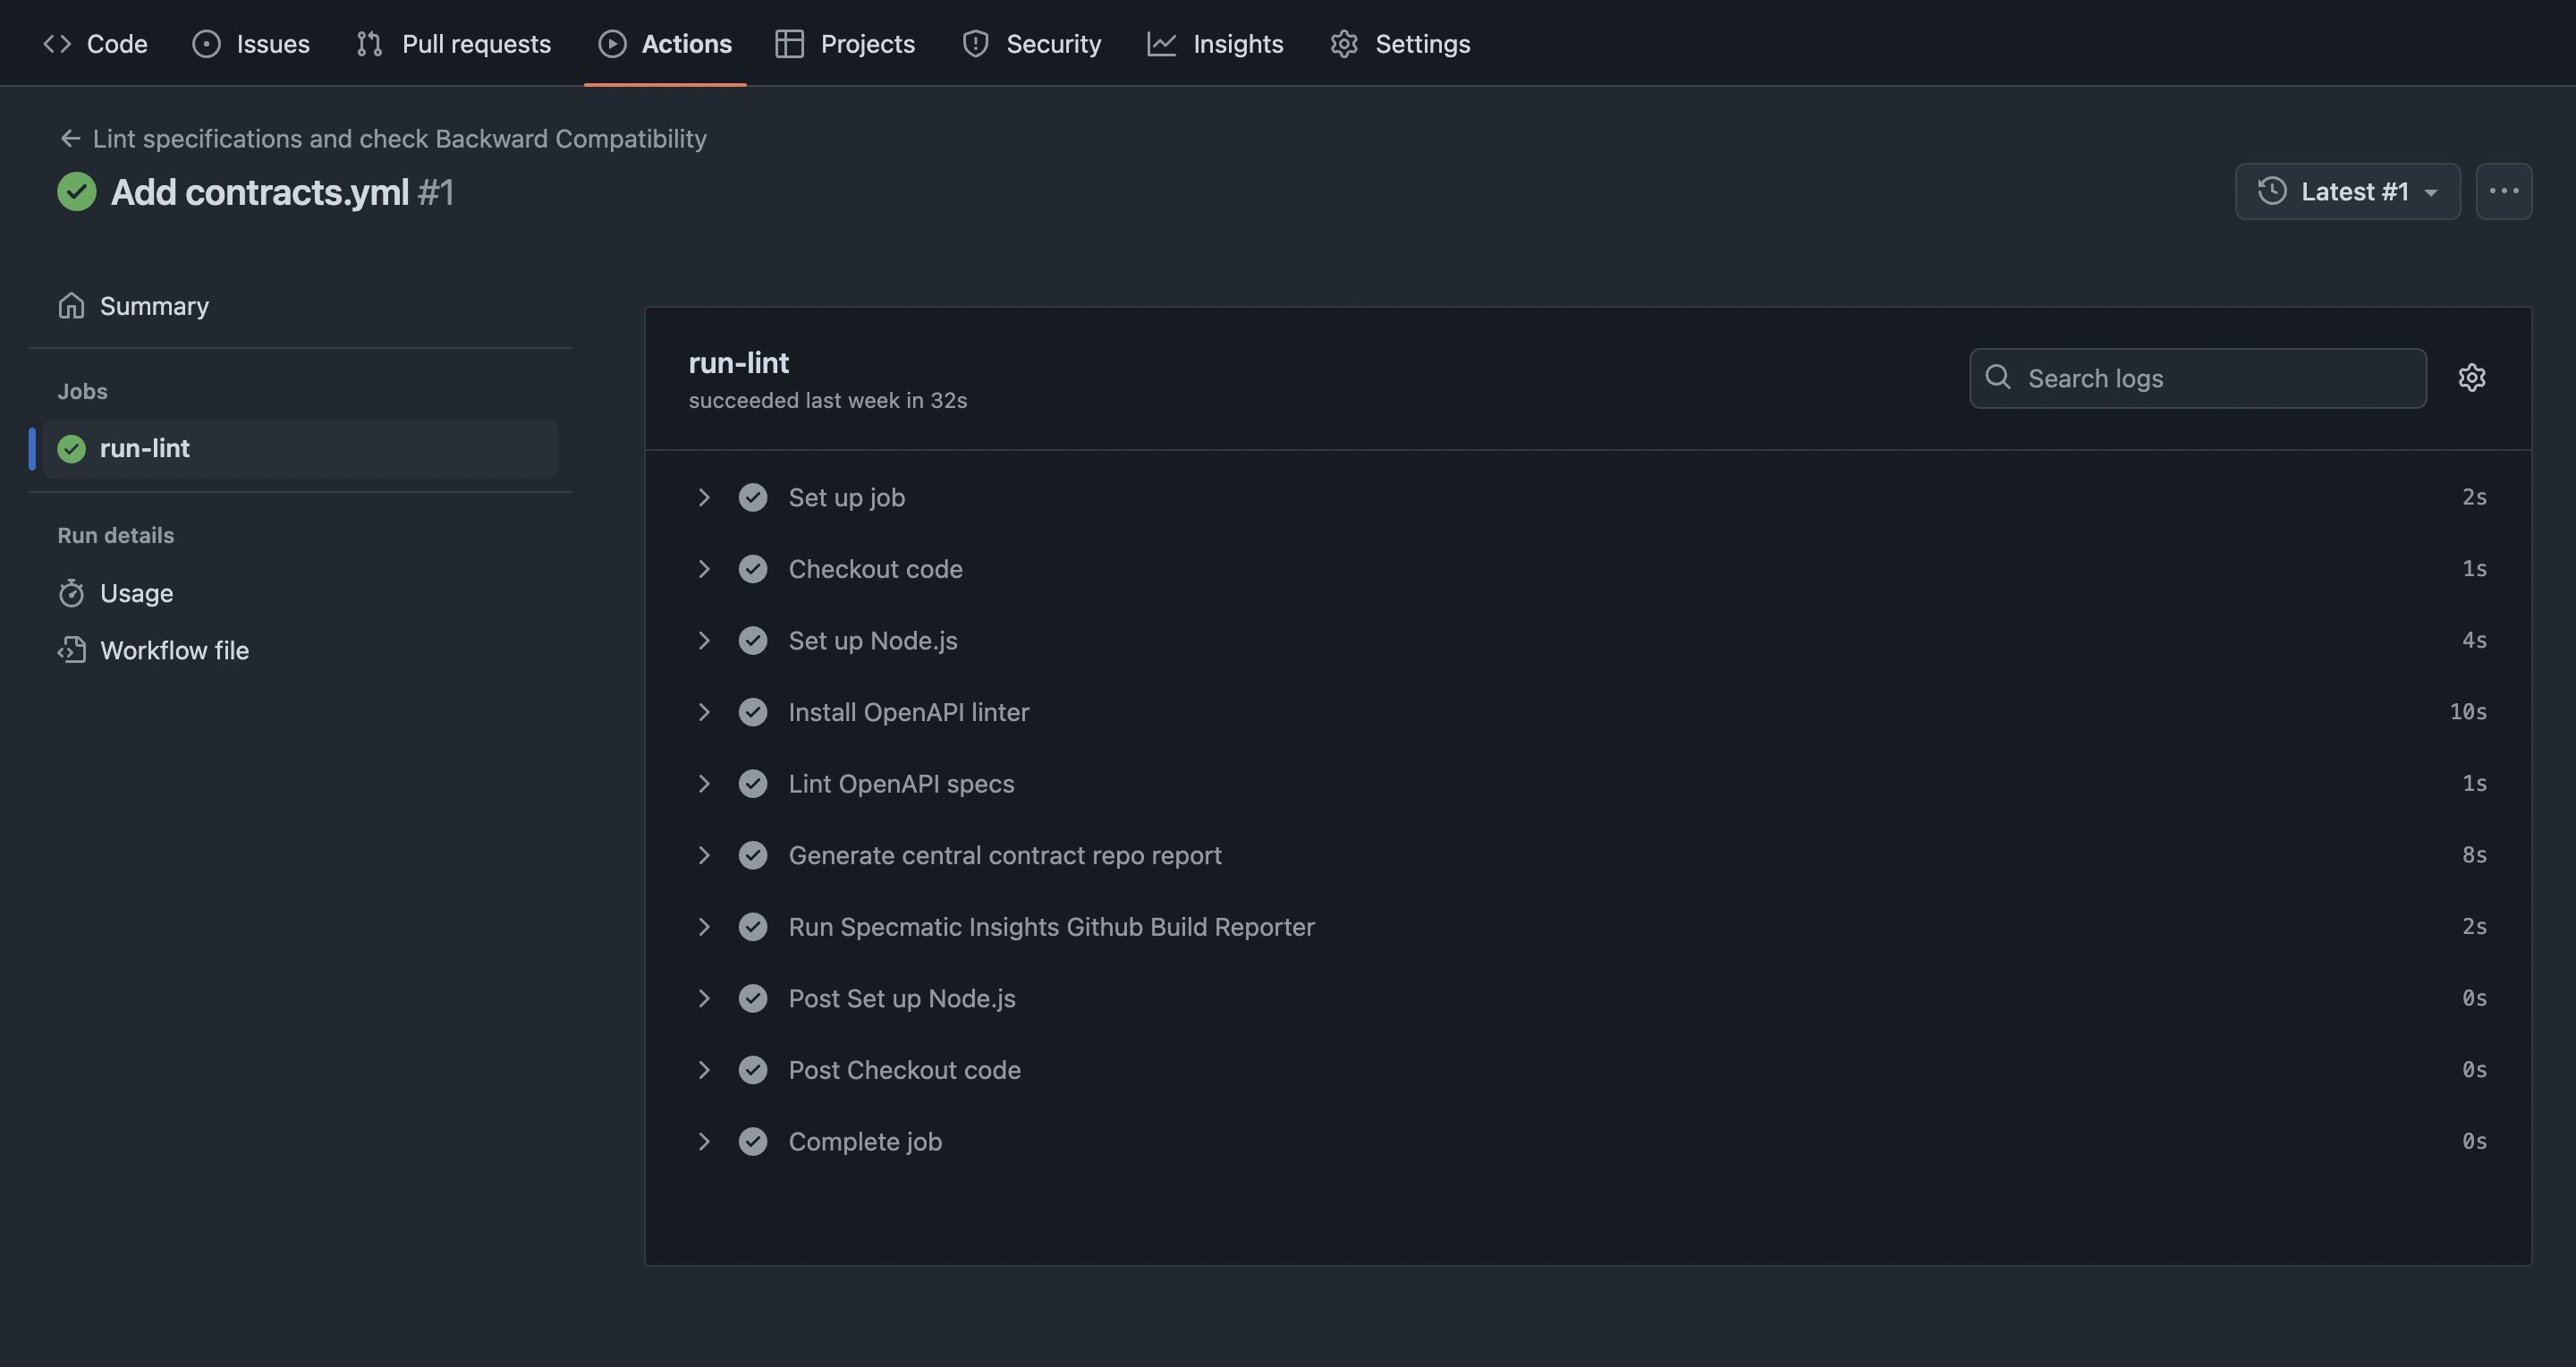 Code Issues Pull requests Actions Projects Security Insights Settings
Lint specifications and check Backward Compatibility
Add contracts.yml #1
Latest #1
Summary
Jobs
run-lint
Run details
Usage
Workflow file
run-lint
succeeded last week in 32s
Search logs
Set up job 2s
Checkout code 1s
Set up Node.js 4s
Install OpenAPI linter 10s
Lint OpenAPI specs 1s
Generate central contract repo report 8s
Run Specmatic Insights Github Build Reporter 2s
Post Set up Node.js 0s
Post Checkout code 0s
Complete job 0s